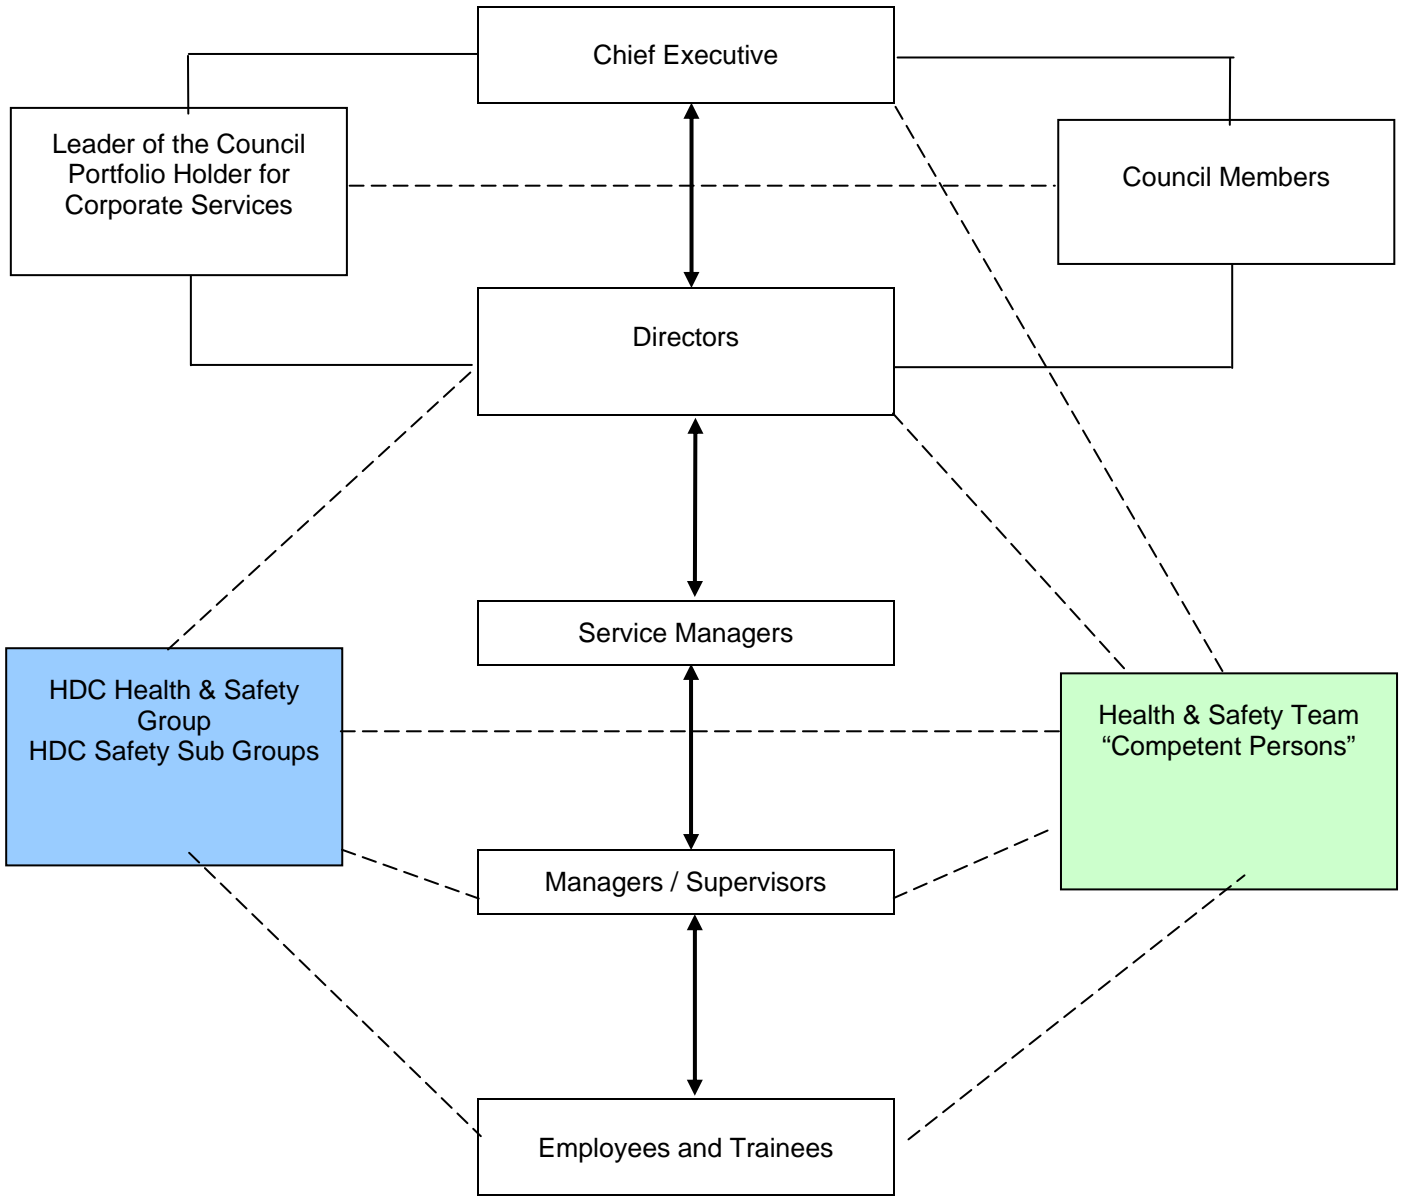 Chief Executive
Leader of the Council
Portfolio Holder for
Corporate Services
Council Members
Directors
Service Managers
HDC Health & Safety
Group
HDC Safety Sub Groups
Health & Safety Team
“Competent Persons”
Managers / Supervisors
Employees and Trainees